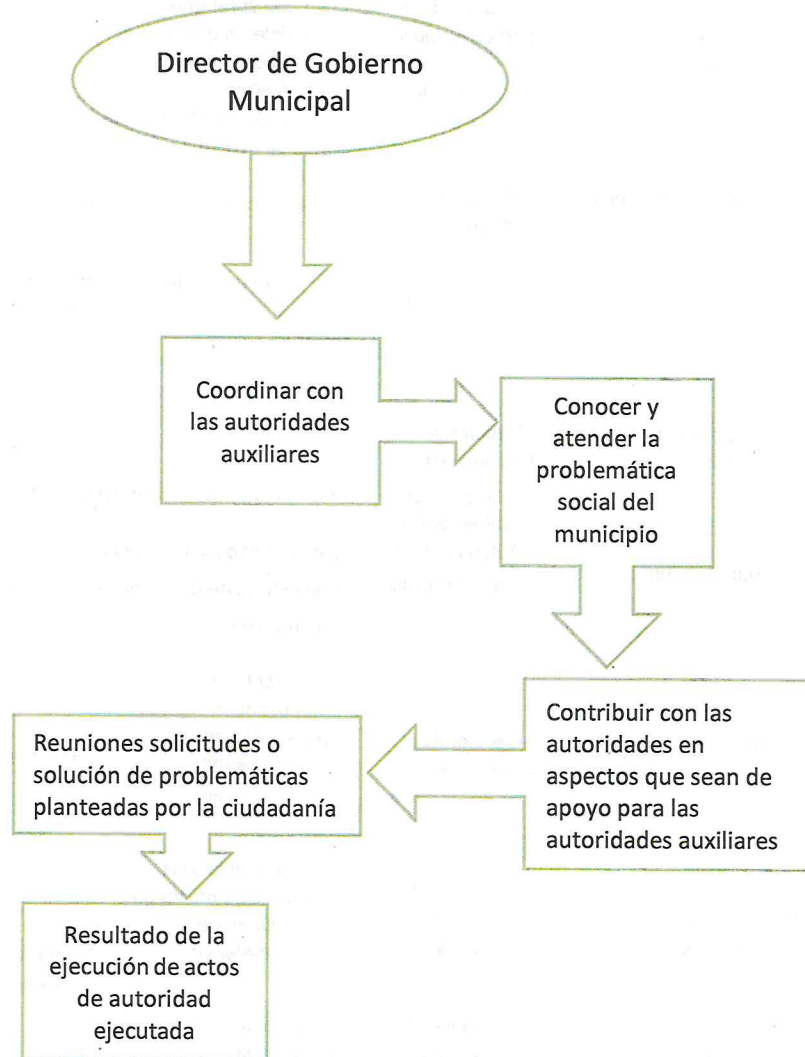 Director de Gobierno
Municipal
Coordinar con
las autoridades
auxiliares
Conocer y
atender la
problemática
social del
municipio
Contribuir con las
autoridades en
aspectos que sean de
apoyo para las
autoridades auxiliares
Reuniones solicitudes o
solución de problemáticas
planteadas por la ciudadanía
Resultado de la
ejecución de actos
de autoridad
ejecutada